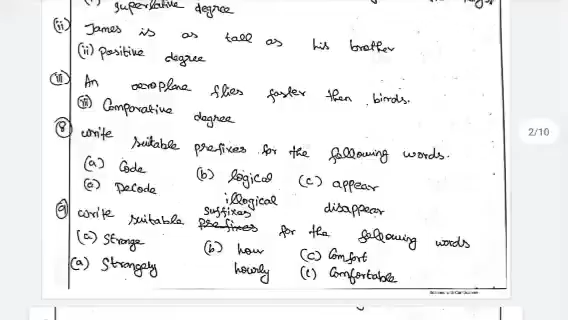 (i) Superlative degree
(ii) James is as tall as his brother
(ii) Positive degree
(iii) An aeroplane flies faster then birds.
(iii) Comparative degree
(8) write suitable prefixes for the following words.
(a) Code (b) logical (c) appear
(a) Decode illogical disappear
suffixes
(9) write suitable prefixes for the following words
(a) Strange (b) hour (c) Comfort
(a) Strangely hourly (c) Comfortable
2/10